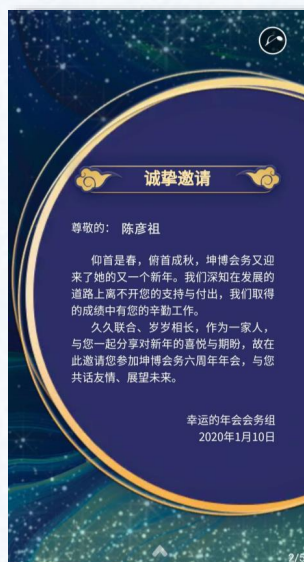 诚挚邀请
尊敬的： 陈彦祖
仰首是春，俯首成秋，坤博会务又迎
来了她的又一个新年。我们深知在发展的
道路上离不开您的支持与付出，我们取得
的成绩中有您的辛勤工作。
久久联合、岁岁相长，作为一家人，
与您一起分享对新年的喜悦与期盼，故在
此邀请您参加坤博会务六周年年会，与您
共话友情、展望未来。
幸运的年会会务组
2020年1月10日
2/5